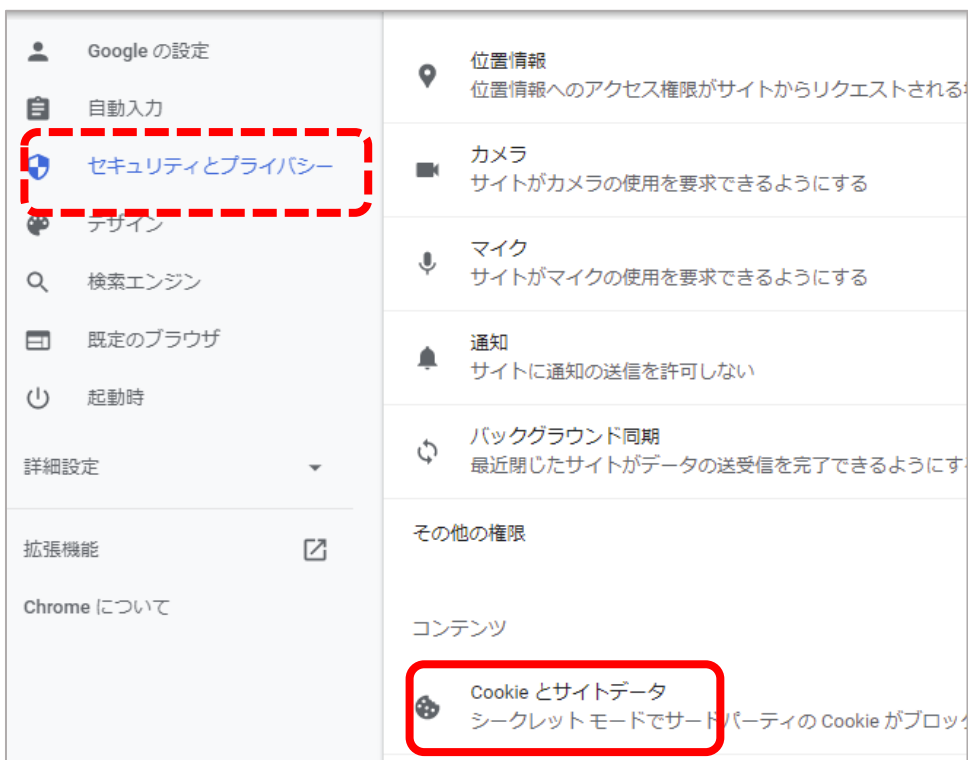 Google の設定
自動入力
セキュリティとプライバシー
デザイン
検索エンジン
既定のブラウザ
起動時
詳細設定
拡張機能
Chrome について
位置情報
位置情報へのアクセス権限がサイトからリクエストされる
カメラ
サイトがカメラの使用を要求できるようにする
マイク
サイトがマイクの使用を要求できるようにする
通知
サイトに通知の送信を許可しない
バックグラウンド同期
最近閉じたサイトがデータの送受信を完了できるようにす
その他の権限
コンテンツ
Cookie とサイトデータ
シークレット モードでサードパーティの Cookie がブロッ